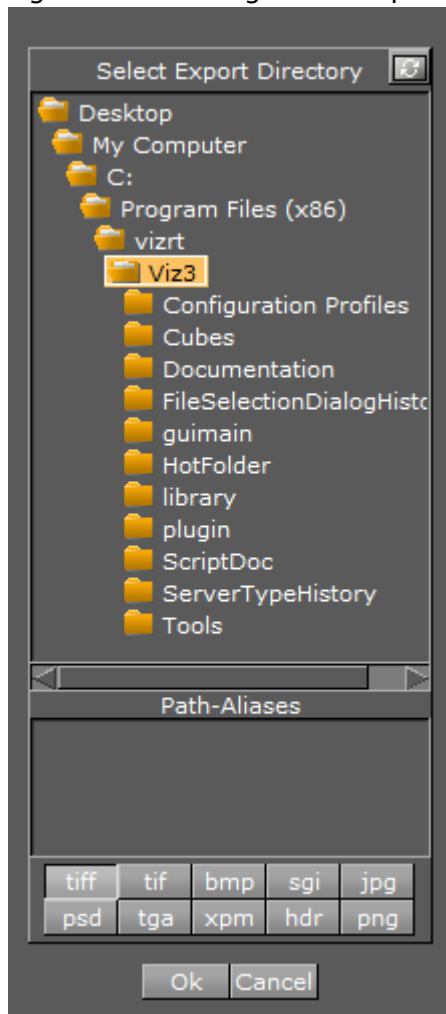 Select Export Directory
Desktop
My Computer
C:
Program Files (x86)
vizrt
Viz3
Configuration Profiles
Cubes
Documentation
FileSelectionDialogHisto
guimain
HotFolder
library
plugin
ScriptDoc
ServerTypeHistory
Tools
Path-Aliases
tiff tif bmp sgi jpg
psd tga xpm hdr png
Ok Cancel